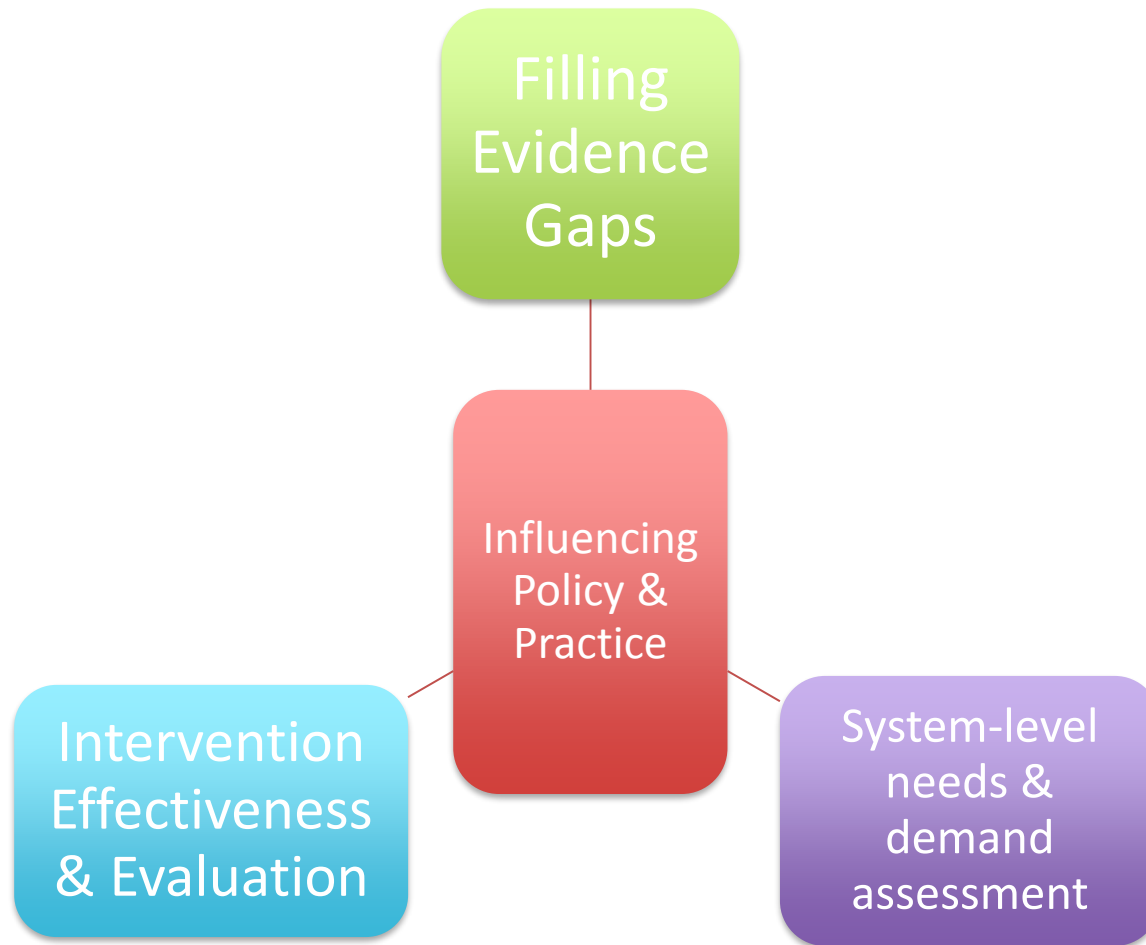 Filling
Evidence
Gaps
Influencing
Policy &
Practice
Intervention
Effectiveness
& Evaluation
System-level
needs &
demand
assessment